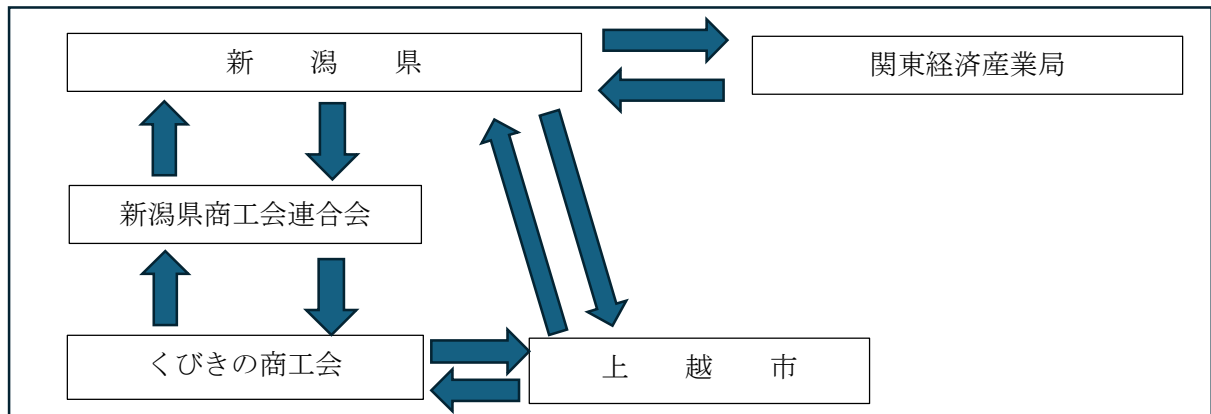 新　潟　県
関東経済産業局
新潟県商工会連合会
くびきの商工会
上　越　市